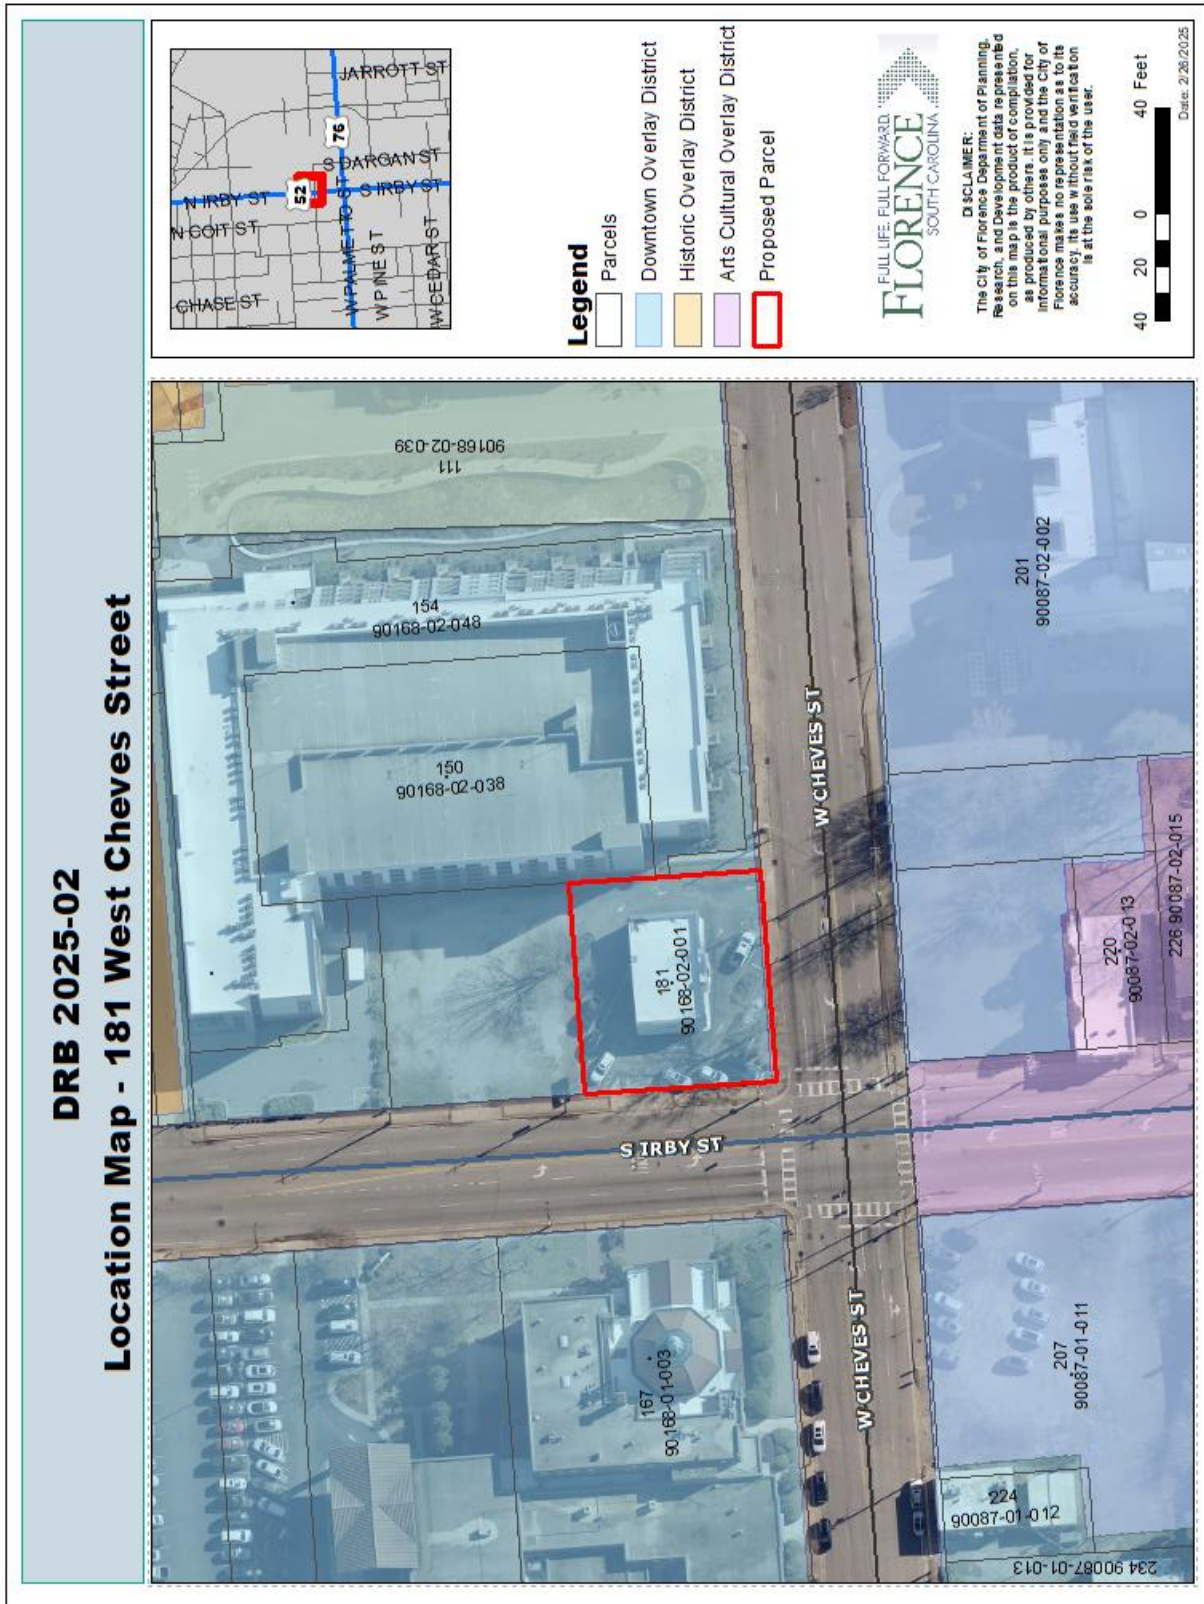 DRB 2025-02
Location Map - 181 West Cheves Street
S IRBY ST
W CHEVES ST
W CHEVES ST
167
90168-01-003
181
90168-02-001
150
90168-02-038
154
90168-02-048
111
90168-02-039
224
90087-01-012
234 90087-01-013
207
90087-01-011
220
90087-02-013
226 90087-02-015
201
90087-02-002
CHASE ST
N COIT ST
N IRBY ST
52
S IRBY ST
S DARGAN ST
76
JARROTT ST
W PALMETTO ST
W PINE ST
W CEDAR ST
Legend
Parcels
Downtown Overlay District
Historic Overlay District
Arts Cultural Overlay District
Proposed Parcel
FULL LIFE. FULL FORWARD.
FLORENCE
SOUTH CAROLINA
DISCLAIMER:
The City of Florence Deparment of Planning,
Research, and Development data represented
on this map is the product of compilation,
as produced by others. It is provided for
informational purposes only and the City of
Florence makes no representation as to its
accuracy. Its use without field verification
is at the sole risk of the user.
40 20 0 40 Feet
Date: 2/26/2025